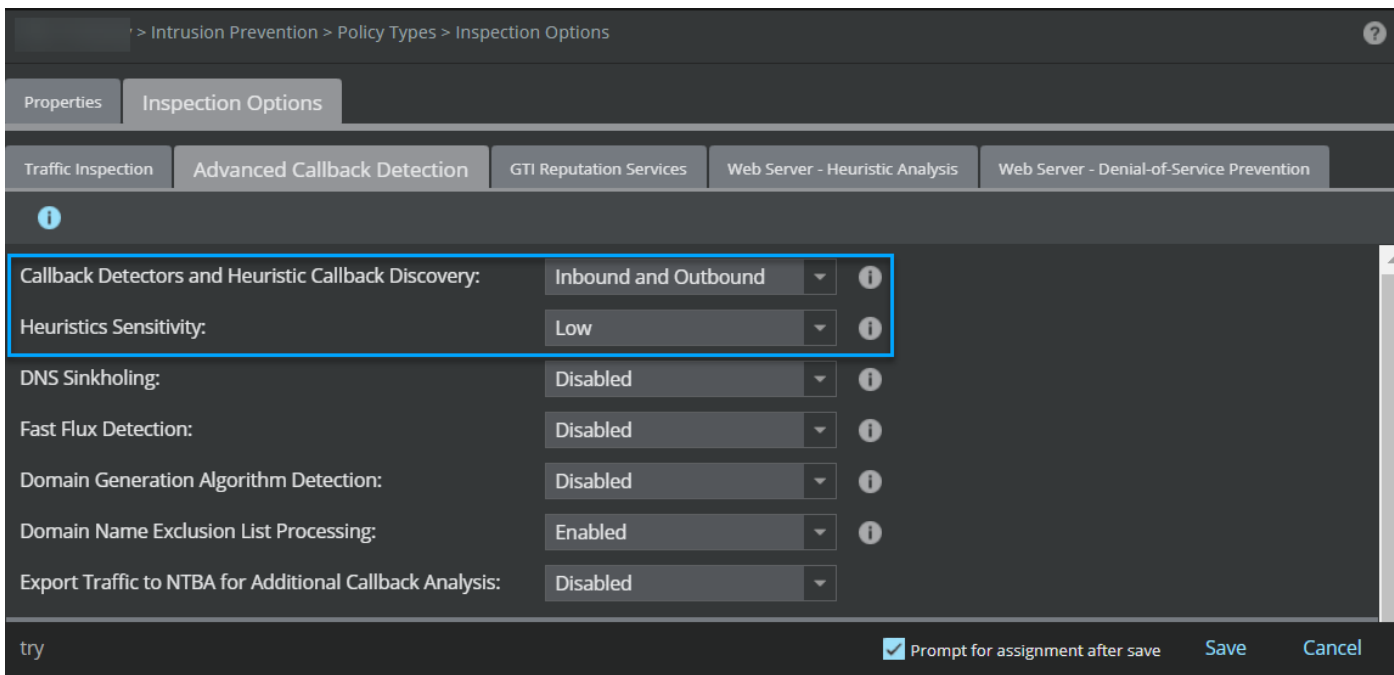 > Intrusion Prevention > Policy Types > Inspection Options
Properties
Inspection Options
Traffic Inspection
Advanced Callback Detection
GTI Reputation Services
Web Server - Heuristic Analysis
Web Server - Denial-of-Service Prevention
Callback Detectors and Heuristic Callback Discovery: Inbound and Outbound
Heuristics Sensitivity: Low
DNS Sinkholing: Disabled
Fast Flux Detection: Disabled
Domain Generation Algorithm Detection: Disabled
Domain Name Exclusion List Processing: Enabled
Export Traffic to NTBA for Additional Callback Analysis: Disabled
try
Prompt for assignment after save
Save
Cancel